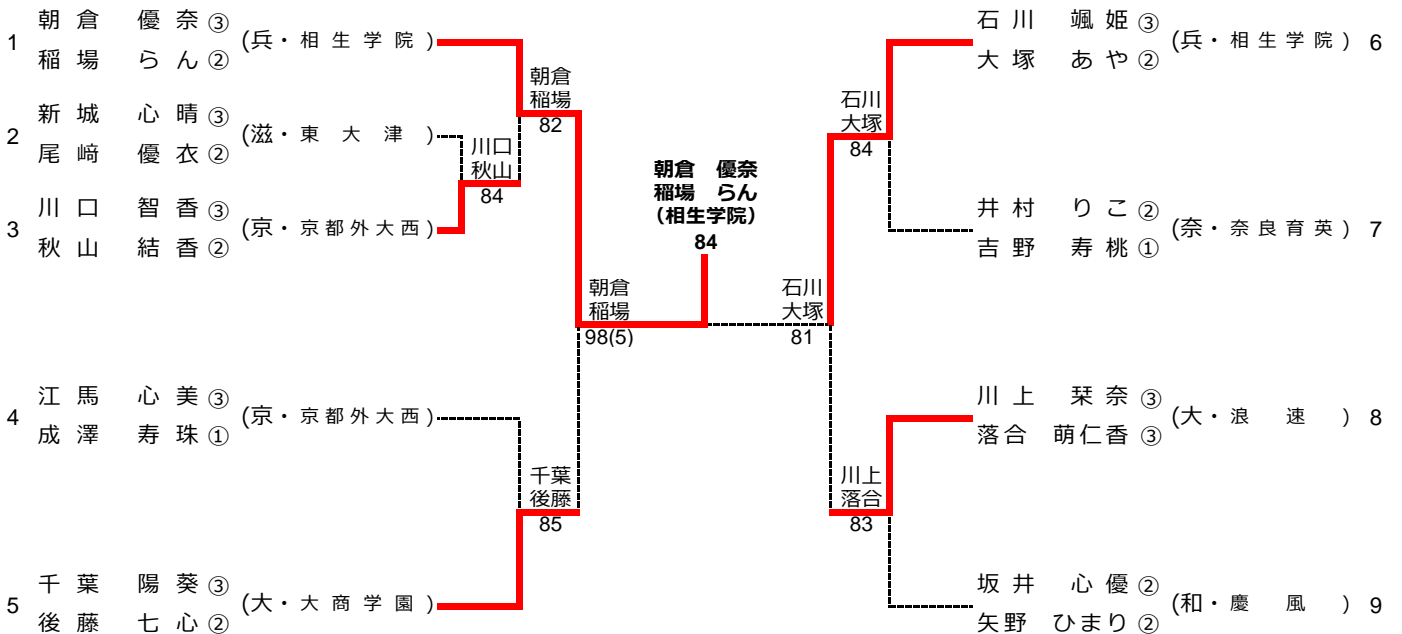 1 朝倉 優奈③ (兵・相生学院)
稲場 らん②
2 新城 心晴③ (滋・東大津)
尾﨑 優衣②
3 川口 智香③ (京・京都外大西)
秋山 結香②
4 江馬 心美③ (京・京都外大西)
成澤 寿珠①
5 千葉 陽葵③ (大・大商学園)
後藤 七心②
川口
秋山
84
朝倉
稲場
82
千葉
後藤
85
朝倉
稲場
98(5)
朝倉 優奈
稲場 らん
(相生学院)
84
石川
大塚
81
石川
大塚
84
川上
落合
83
石川 颯姫③ (兵・相生学院) 6
大塚 あや②
井村 りこ② (奈・奈良育英) 7
吉野 寿桃①
川上 栞奈③ (大・浪速) 8
落合 萌仁香③
坂井 心優② (和・慶風) 9
矢野 ひまり②